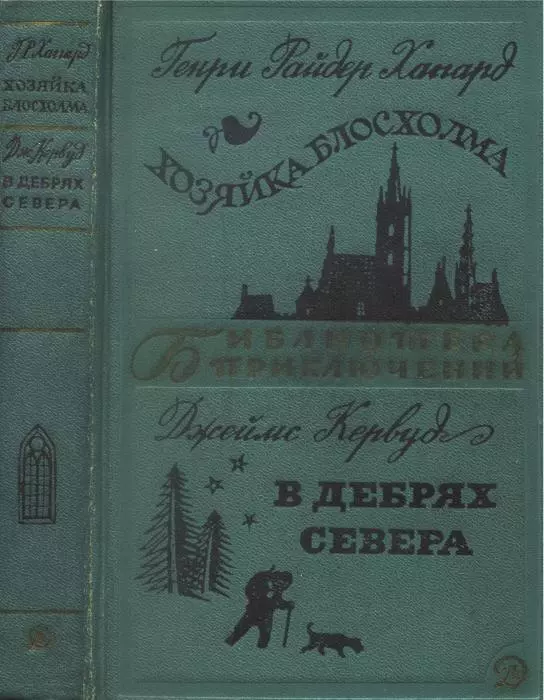 Г.Р. Хаггард
ХОЗЯЙКА
БЛОСХОЛМА
Дж. Кервуд
В ДЕБРЯХ
СЕВЕРА
Генри Райдер Хаггард
ХОЗЯЙКА БЛОСХОЛМА
БИБЛИОТЕКА
ПРИКЛЮЧЕНИЙ
Джеймс Кервуд
В ДЕБРЯХ
СЕВЕРА